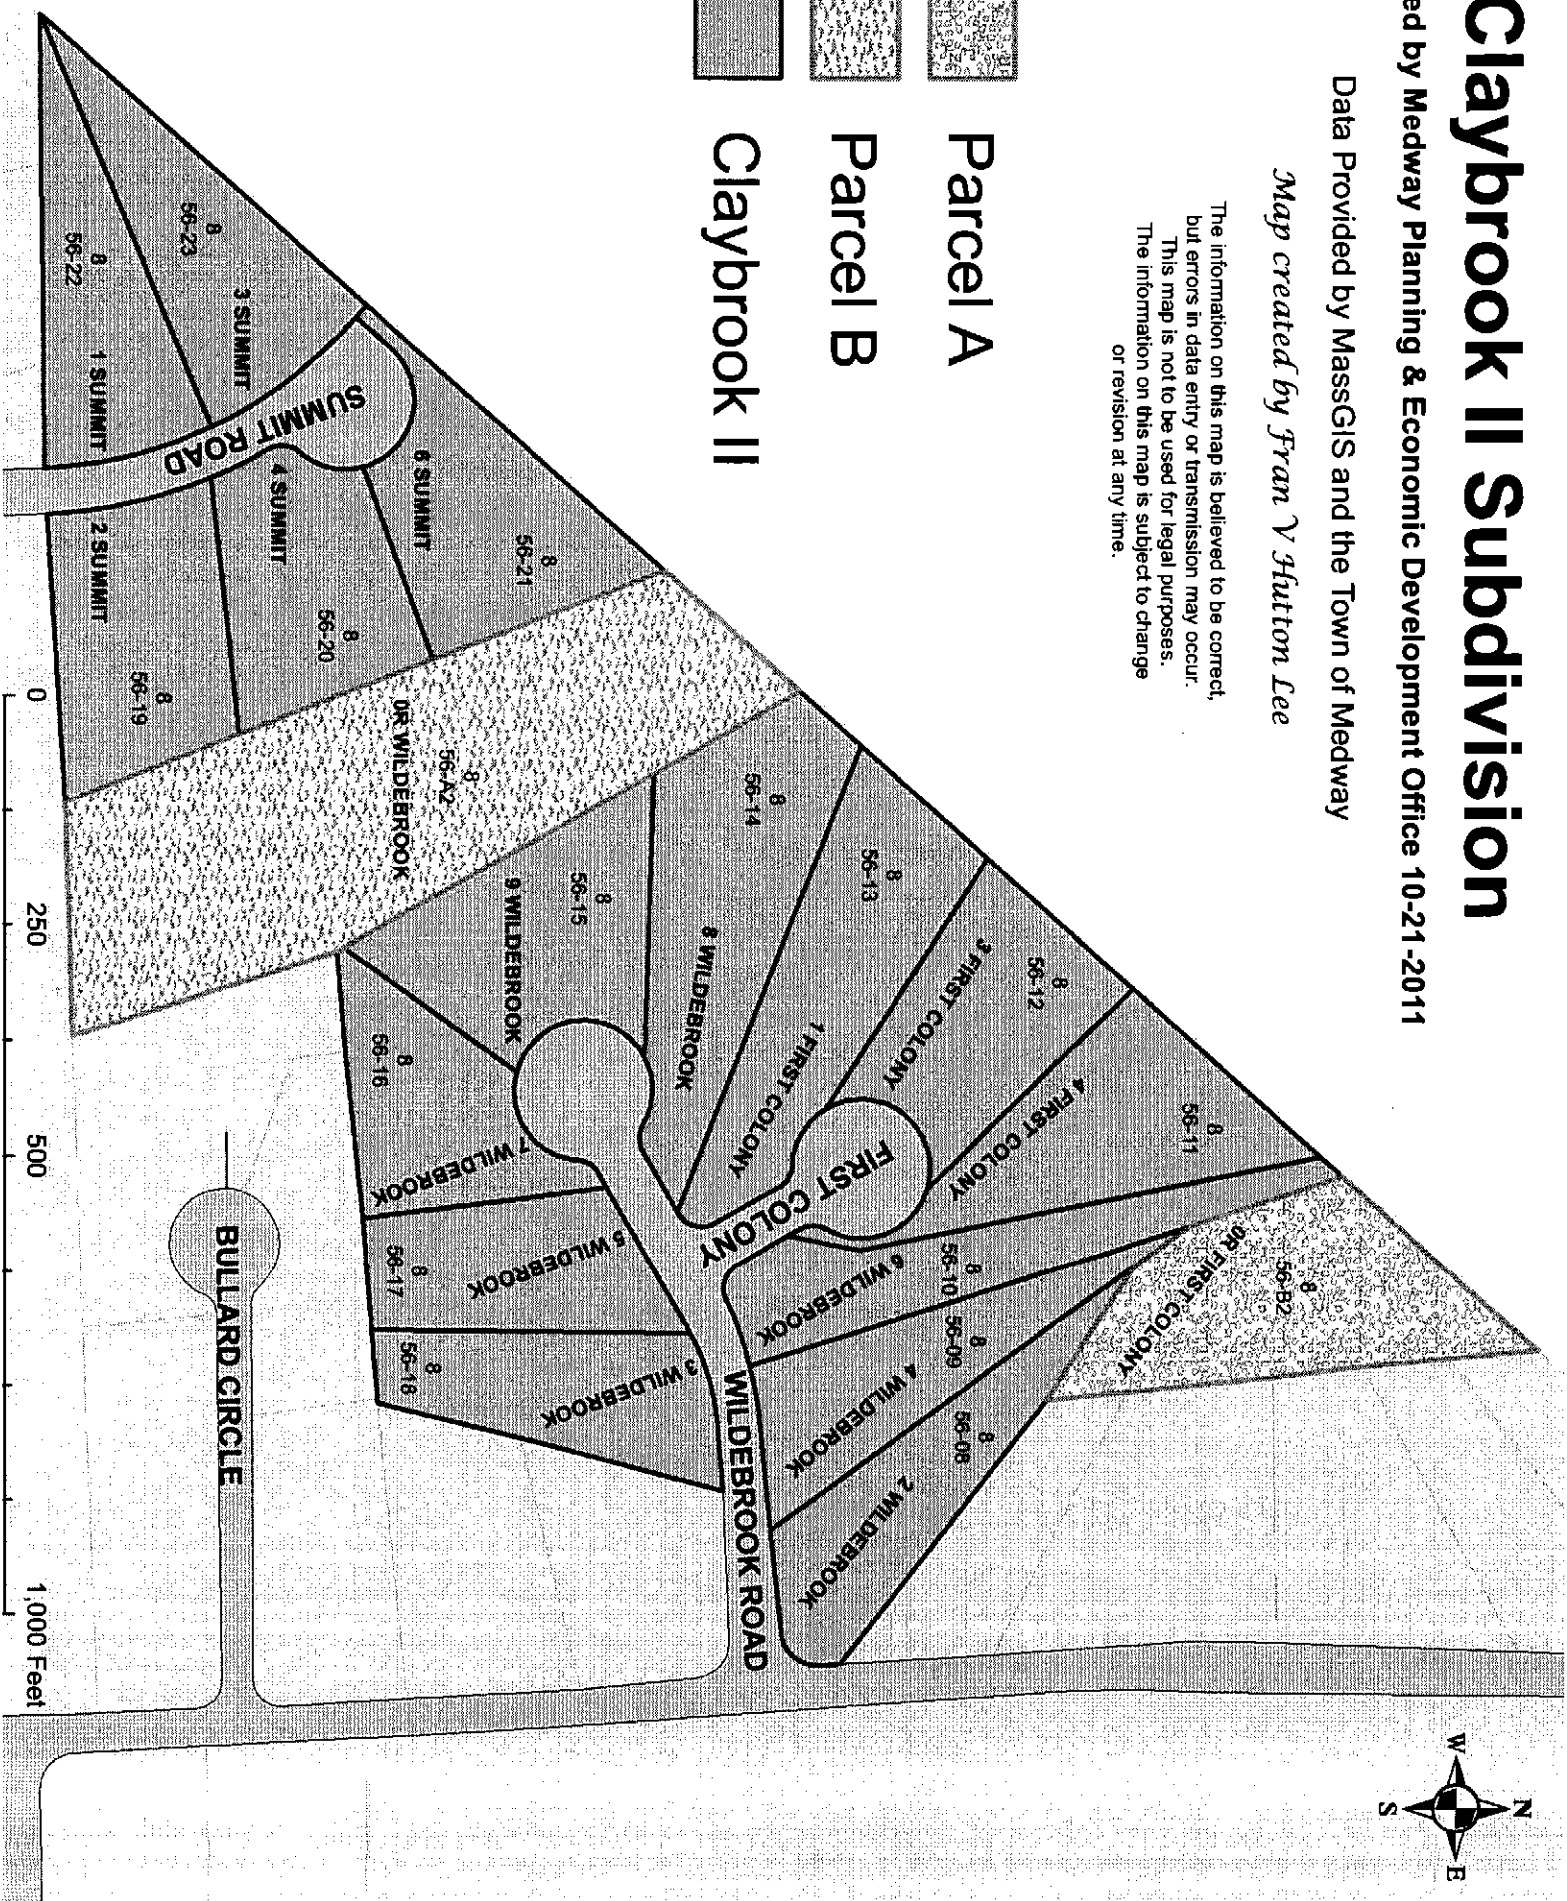 Claybrook II Subdivision
ed by Medway Planning & Economic Development Office 10-21-2011
Data Provided by MassGIS and the Town of Medway
Map created by Fran V Hutton Lee
The information on this map is believed to be correct,
but errors in data entry or transmission may occur.
This map is not to be used for legal purposes.
The information on this map is subject to change
or revision at any time.
Parcel A
Parcel B
Claybrook II
N
W
E
S
8
56-B2
0R FIRST COLONY
8
56-11
4 FIRST COLONY
8
56-12
3 FIRST COLONY
8
56-13
1 FIRST COLONY
8
56-14
8 WILDEBROOK
8
56-15
9 WILDEBROOK
8
56-16
7 WILDEBROOK
8
56-17
5 WILDEBROOK
8
56-18
3 WILDEBROOK
8
56-10
6 WILDEBROOK
8
56-09
4 WILDEBROOK
8
56-08
2 WILDEBROOK
FIRST COLONY
WILDEBROOK ROAD
BULLARD CIRCLE
8
56-A2
0R WILDEBROOK
8
56-21
6 SUMMIT
8
56-20
4 SUMMIT
8
56-19
2 SUMMIT
8
56-23
3 SUMMIT
8
56-22
1 SUMMIT
SUMMIT ROAD
0
250
500
1,000 Feet